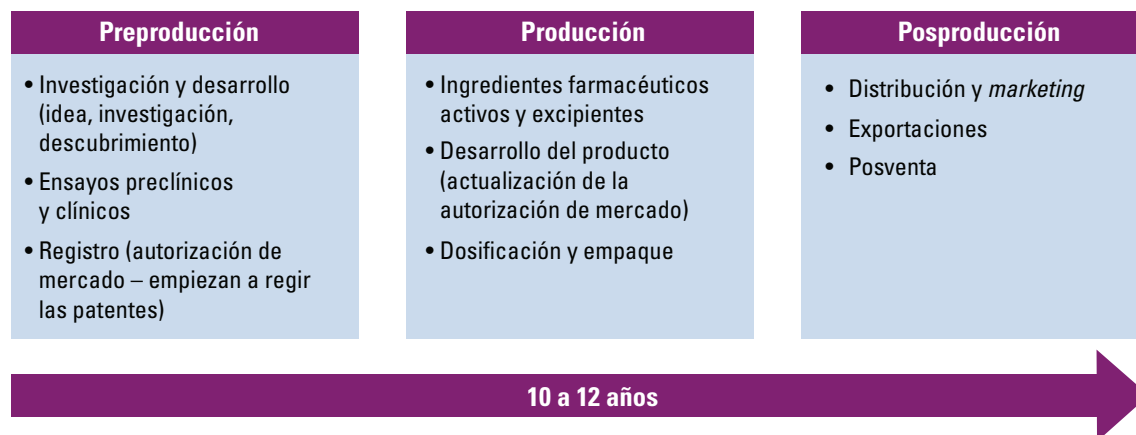 Preproducción
• Investigación y desarrollo
(idea, investigación,
descubrimiento)
• Ensayos preclínicos
y clínicos
• Registro (autorización de
mercado – empiezan a regir
las patentes)
Producción
• Ingredientes farmacéuticos
activos y excipientes
• Desarrollo del producto
(actualización de la
autorización de mercado)
• Dosificación y empaque
Posproducción
• Distribución y marketing
• Exportaciones
• Posventa
10 a 12 años